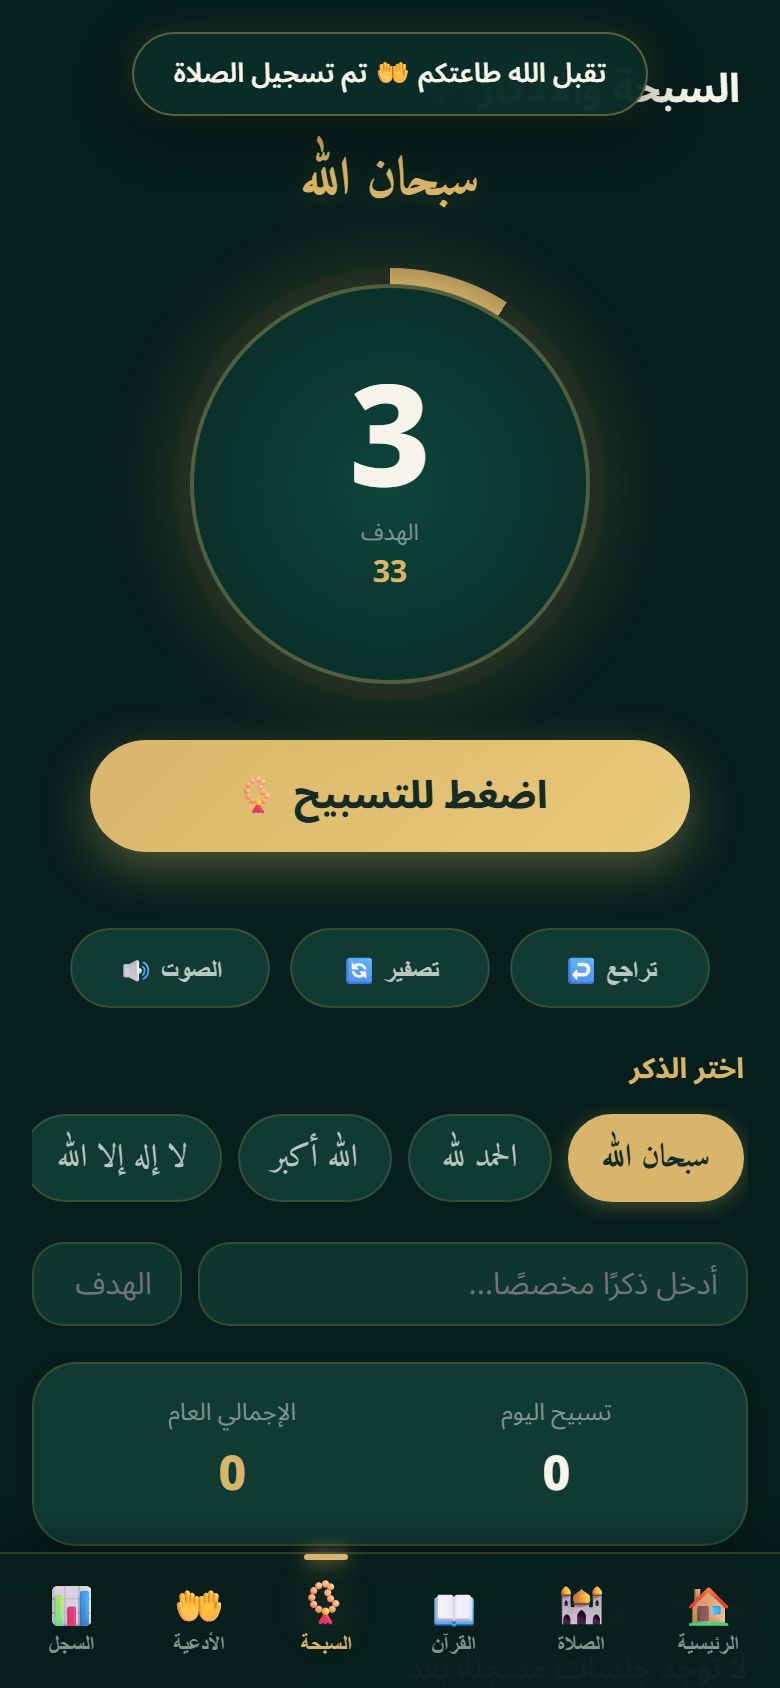 تقبل الله طاعتكم 🤲 تم تسجيل الصلاة
السبحة والأذكار
سبحان الله
3
الهدف
33
اضغط للتسبيح 📿
تراجع ↩️
تصفير 🔄
الصوت 🔊
اختر الذكر
سبحان الله
الحمد لله
الله أكبر
لا إله إلا الله
أدخل ذكرًا مخصصًا...
الهدف
تسبيح اليوم
0
الإجمالي العام
0
لا توجد جلسات مسجلة بعد
الرئيسية
الصلاة
القرآن
السبحة
الأدعية
السجل